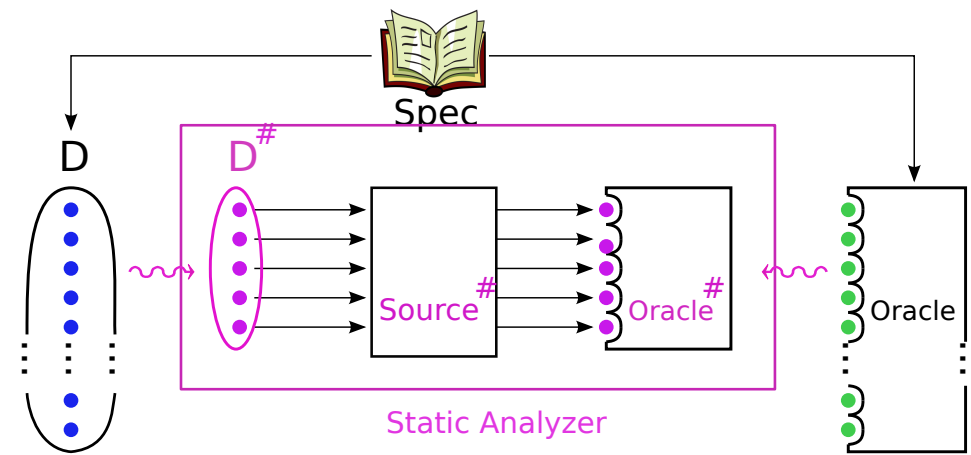 Spec
D
D#
Source#
Oracle#
Oracle
Static Analyzer